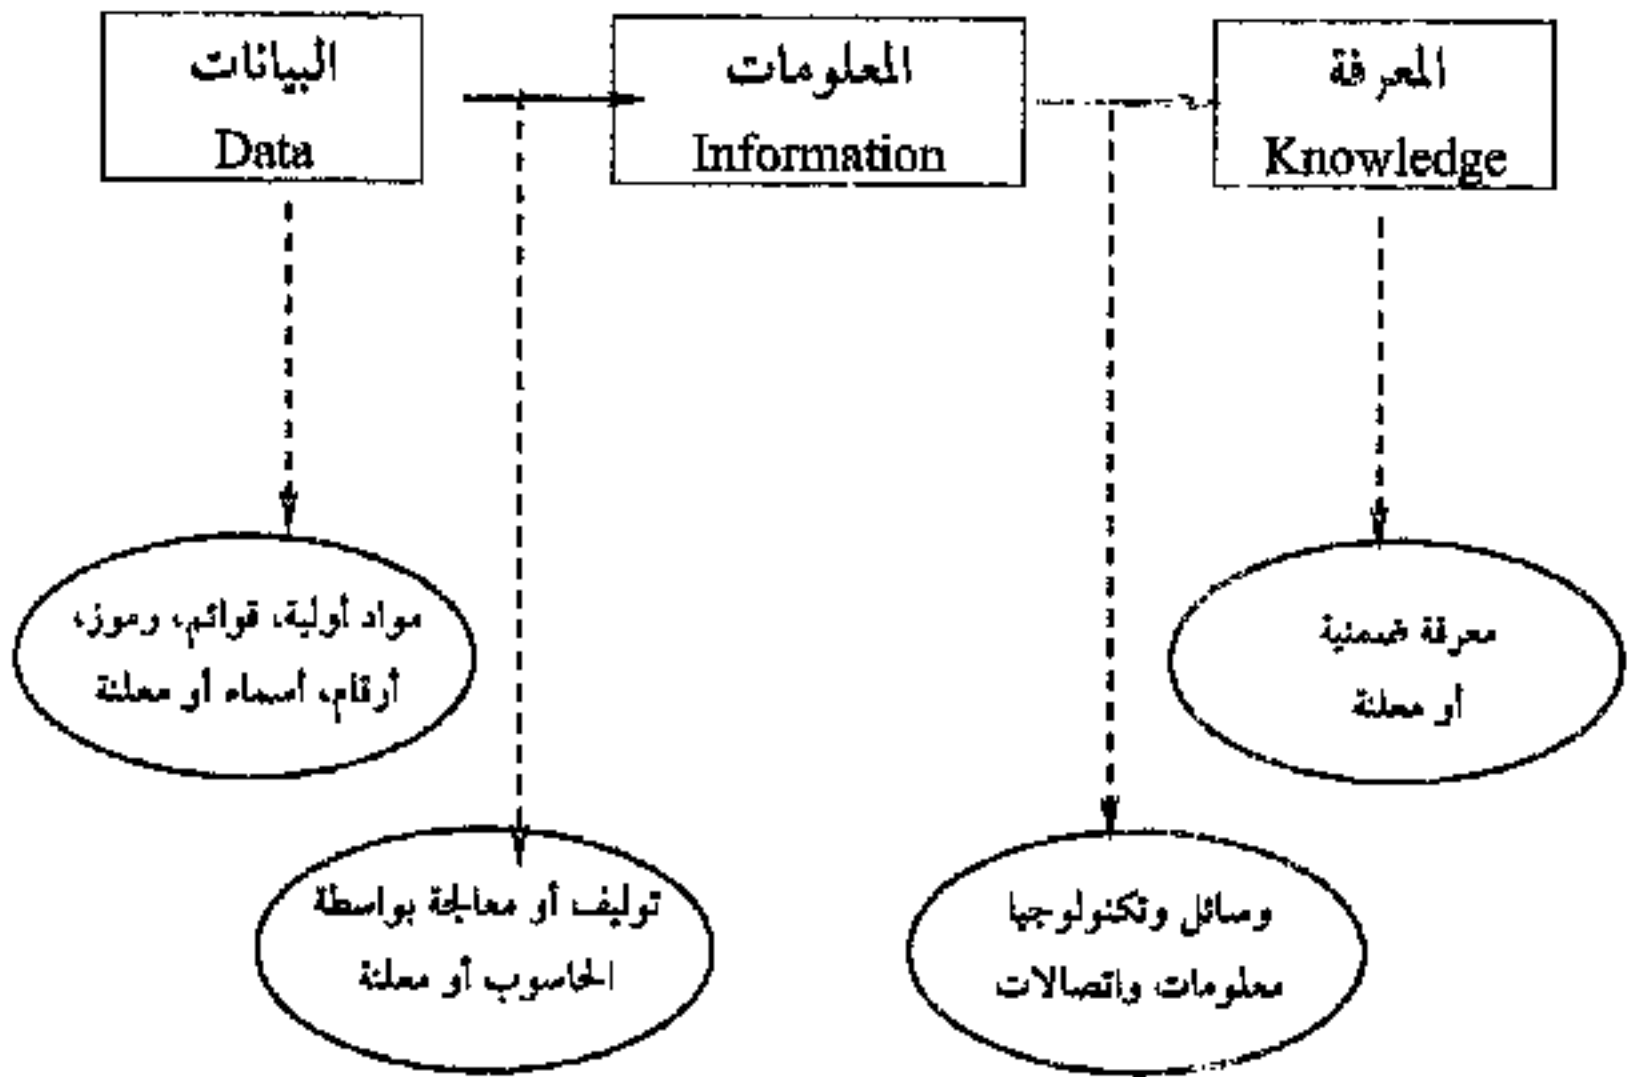 البيانات
Data
المعلومات
Information
المعرفة
Knowledge
مواد أولية، قوائم، رموز،
أرقام، أسماء أو معلنة
توليف أو معالجة بواسطة
الحاسوب أو معلنة
وسائل وتكنولوجيا
معلومات واتصالات
معرفة ضمنية
أو معلنة